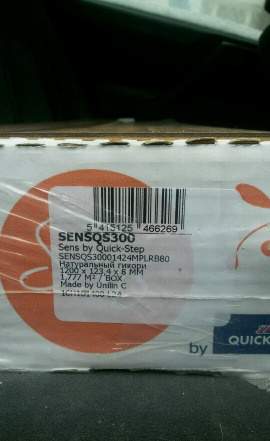 5 415125 466269
SENSQS300
Sens by Quick-Step
SENSQS30001424MPLRB80
Натуральный гикори
1200 x 123,4 x 8 MM
1,777 M² / BOX
Made by Unilin C
by QUICK